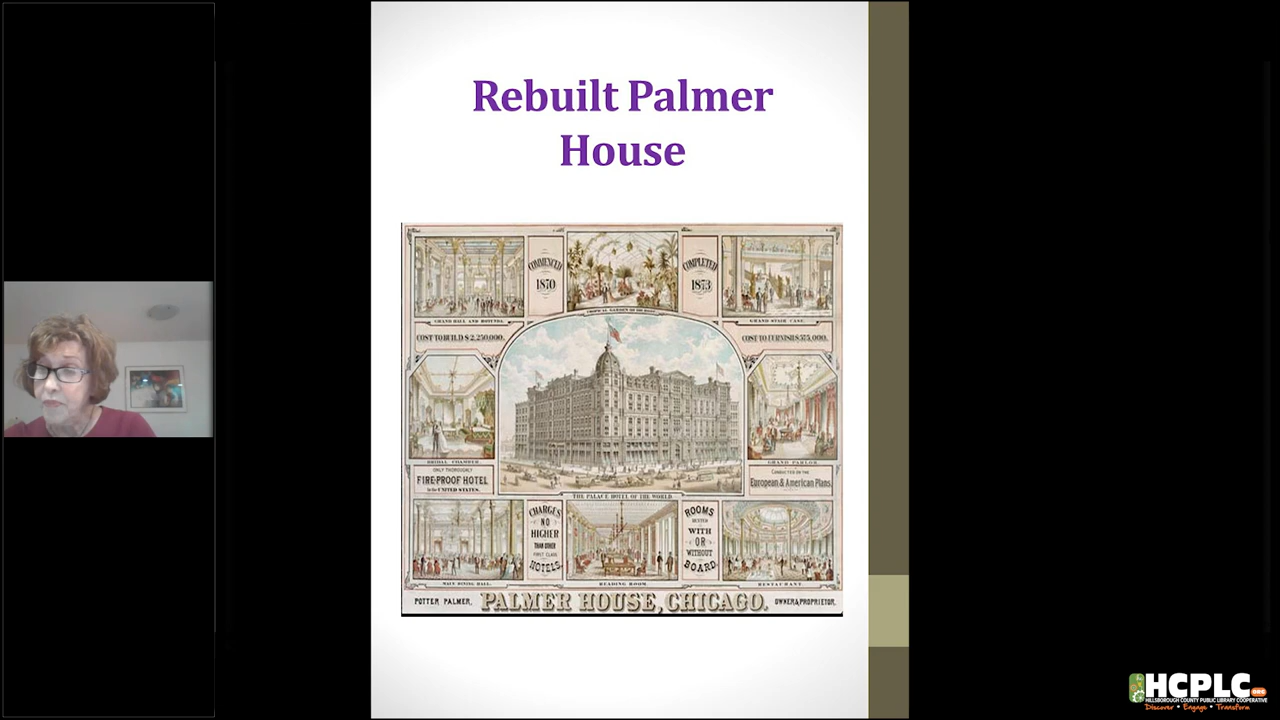 Rebuilt Palmer
House
COMMENCED
1870
COMPLETED
1873
GRAND HALL AND ROTUNDA.
GRAND STAIR CASE.
COST TO BUILD $2,250,000.
COST TO FURNISH $575,000.
BRIDAL CHAMBER.
GRAND PARLOR
ONLY THOROUGHLY
FIRE-PROOF HOTEL
IN THE UNITED STATES.
CONDUCTED ON THE
European & American Plans.
THE PALACE HOTEL OF THE WORLD.
CHARGES
NO
HIGHER
THAN OTHER
FIRST CLASS
HOTELS.
ROOMS
RENTED
WITH
OR
WITHOUT
BOARD.
MAIN DINING HALL.
READING ROOM.
RESTAURANT
POTTER PALMER, PALMER HOUSE, CHICAGO. OWNER & PROPRIETOR.
HCPLC.ORG
HILLSBOROUGH COUNTY PUBLIC LIBRARY COOPERATIVE
Discover • Engage • Transform